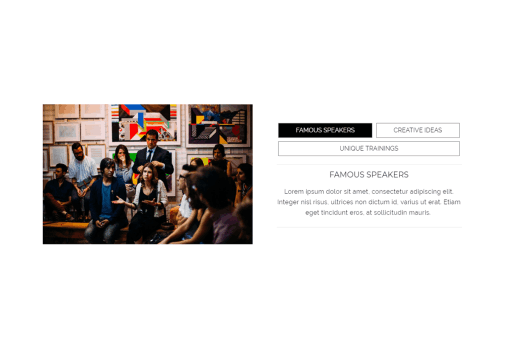 FAMOUS SPEAKERS
CREATIVE IDEAS
UNIQUE TRAININGS
FAMOUS SPEAKERS
Lorem ipsum dolor sit amet, consectetur adipiscing elit.
Integer nisl risus, ultrices non dictum id, varius ut erat. Etiam
eget tincidunt eros, at sollicitudin mauris.